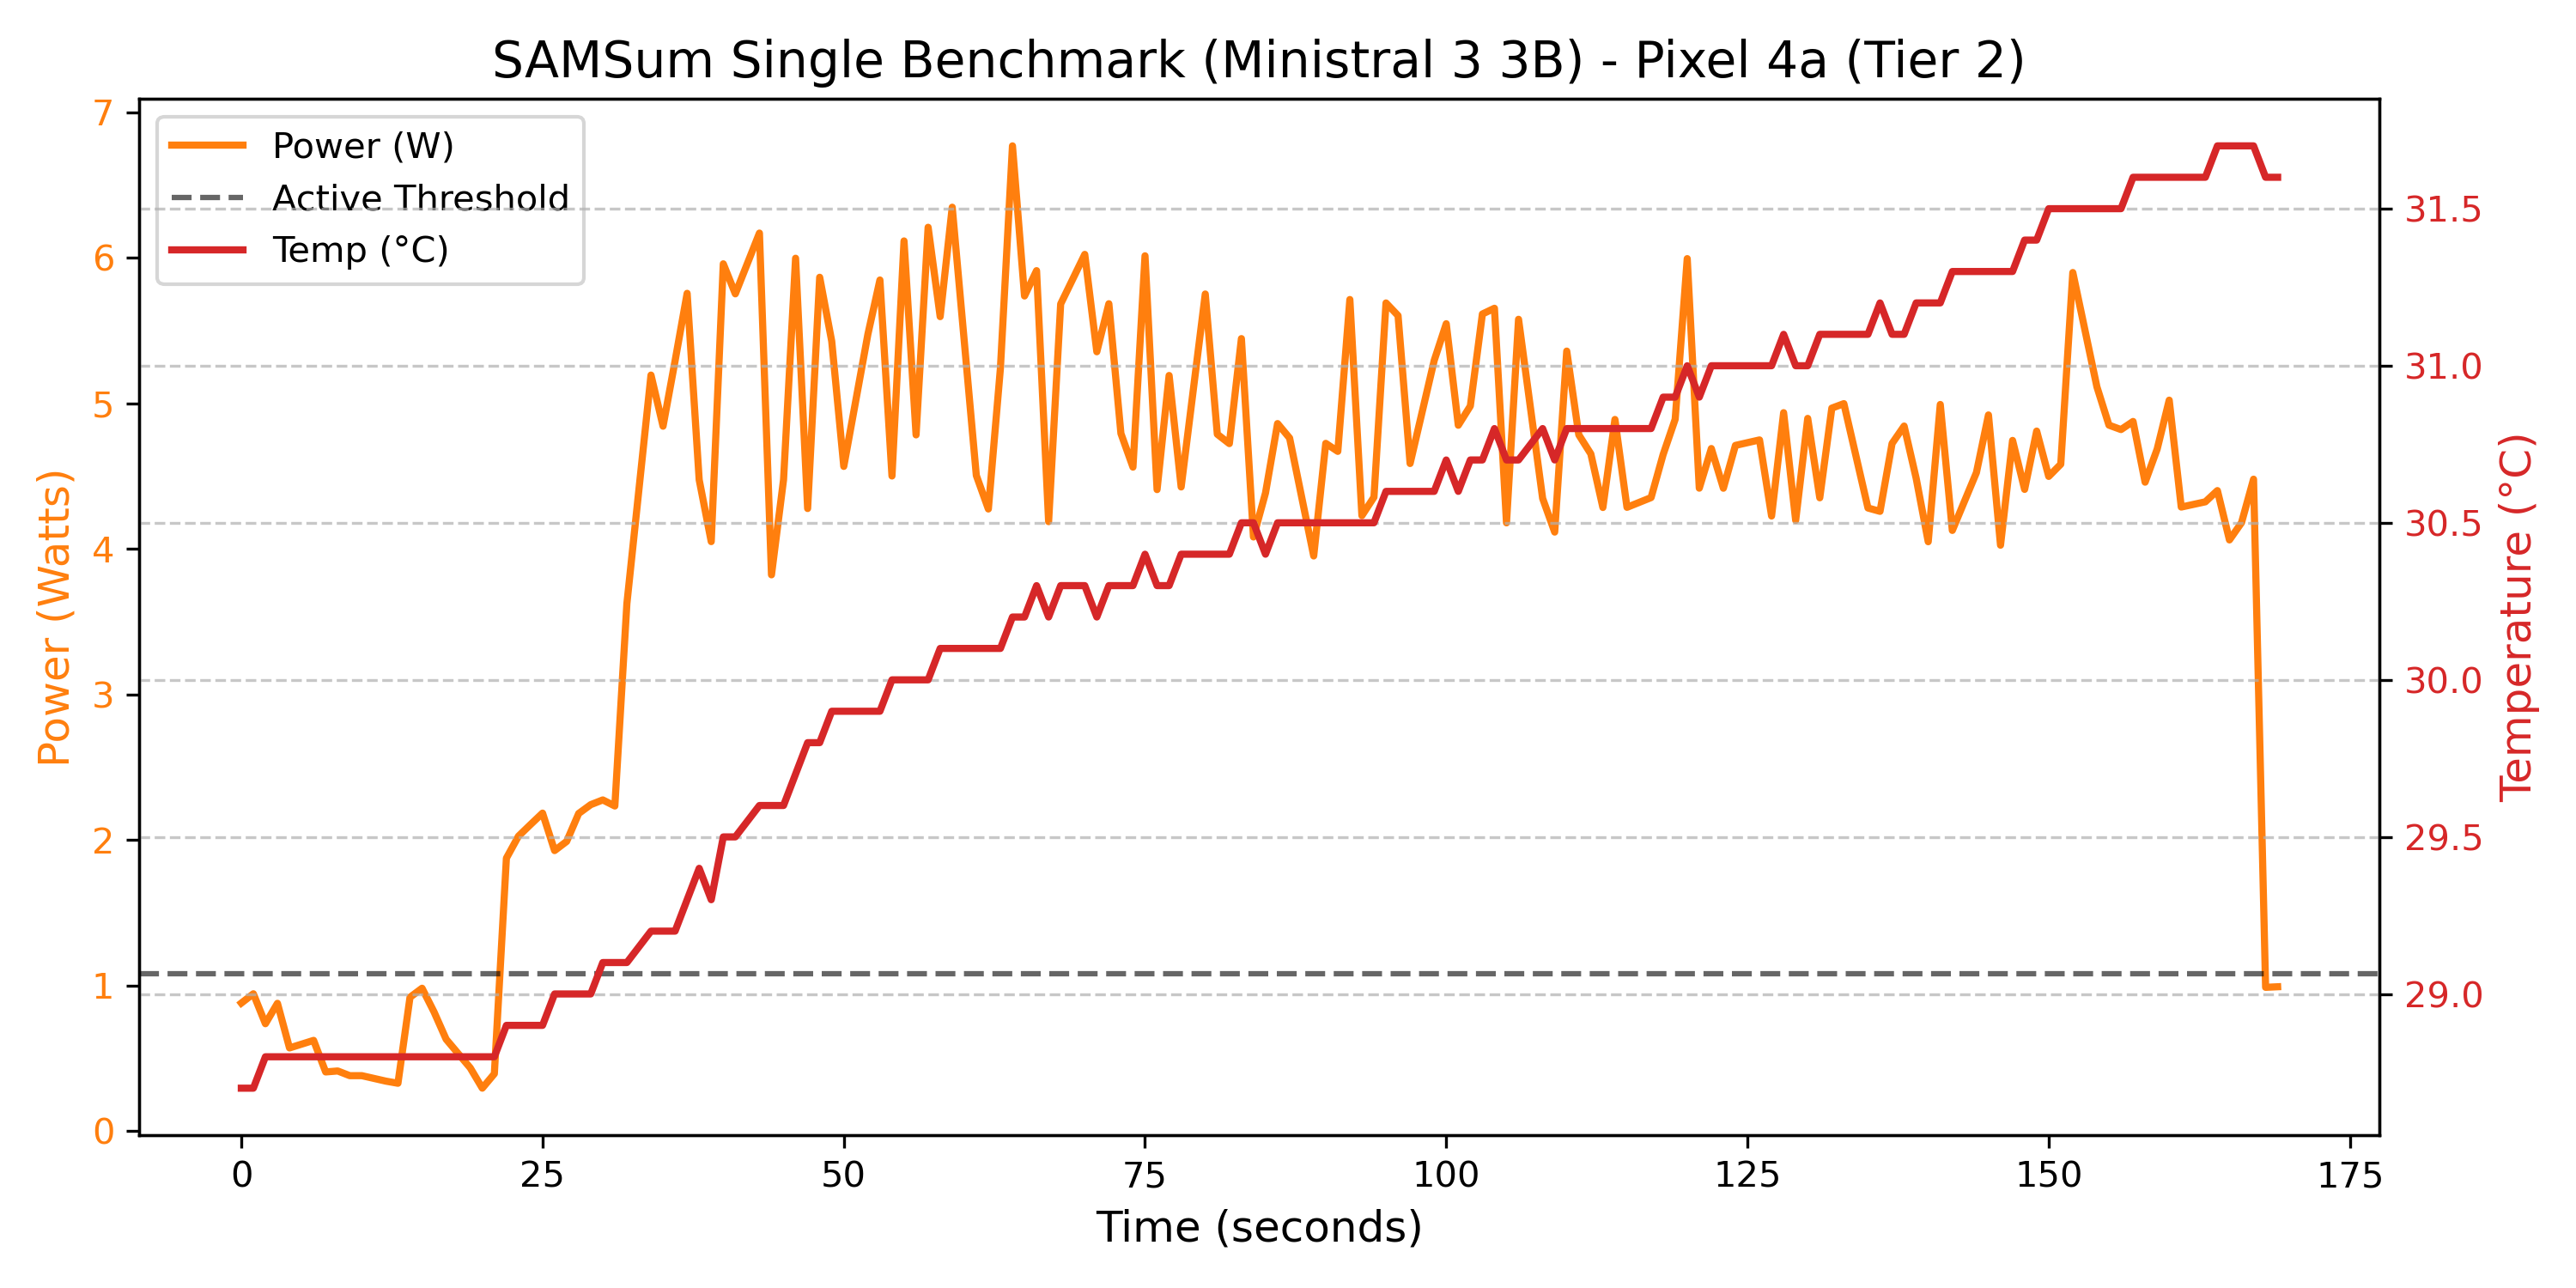 SAMSum Single Benchmark (Ministral 3 3B) - Pixel 4a (Tier 2)
Power (W)
Active Threshold
Temp (°C)
7
6
5
4
3
2
1
0
Power (Watts)
31.5
31.0
30.5
30.0
29.5
29.0
Temperature (°C)
0 25 50 75 100 125 150 175
Time (seconds)